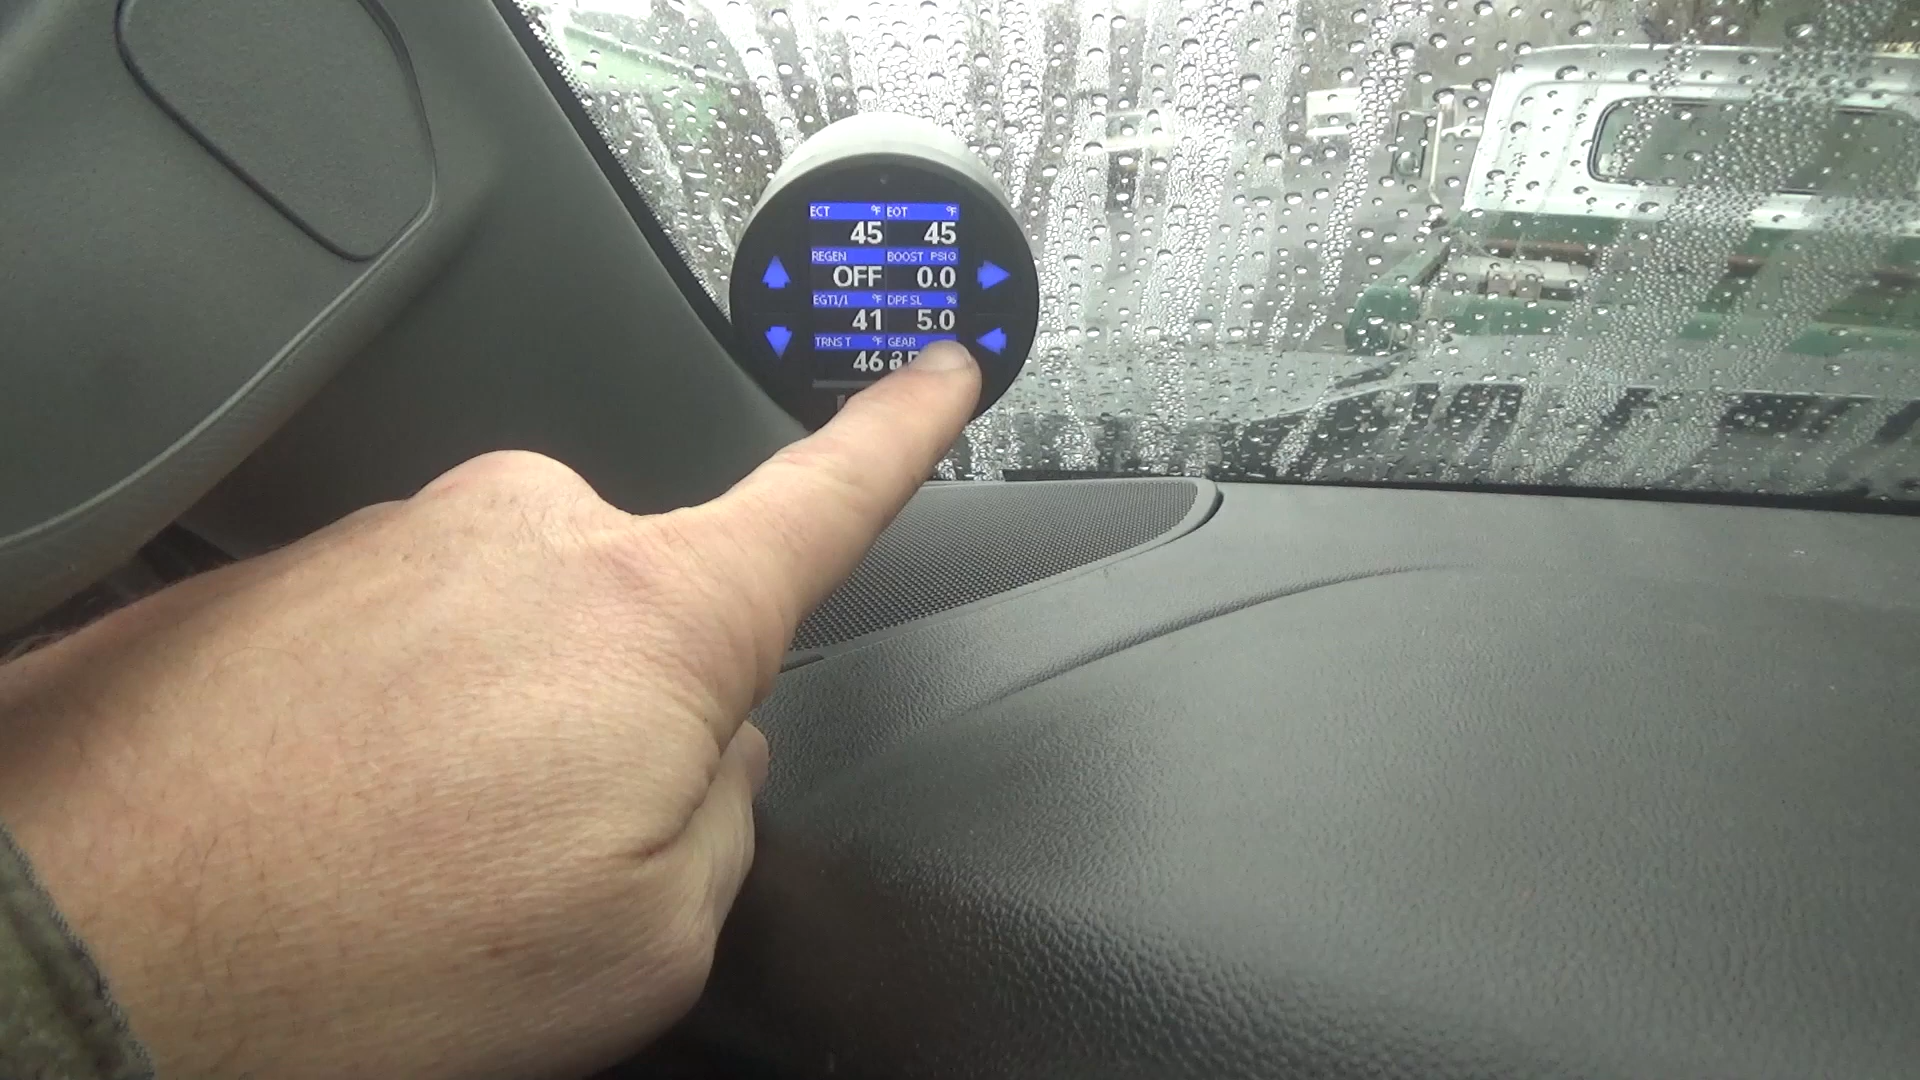 ECT °F EOT °F
45 45
REGEN BOOST PSIG
OFF 0.0
EGT1/1 °F DPF SL %
41 5.0
TRNS T °F GEAR
46